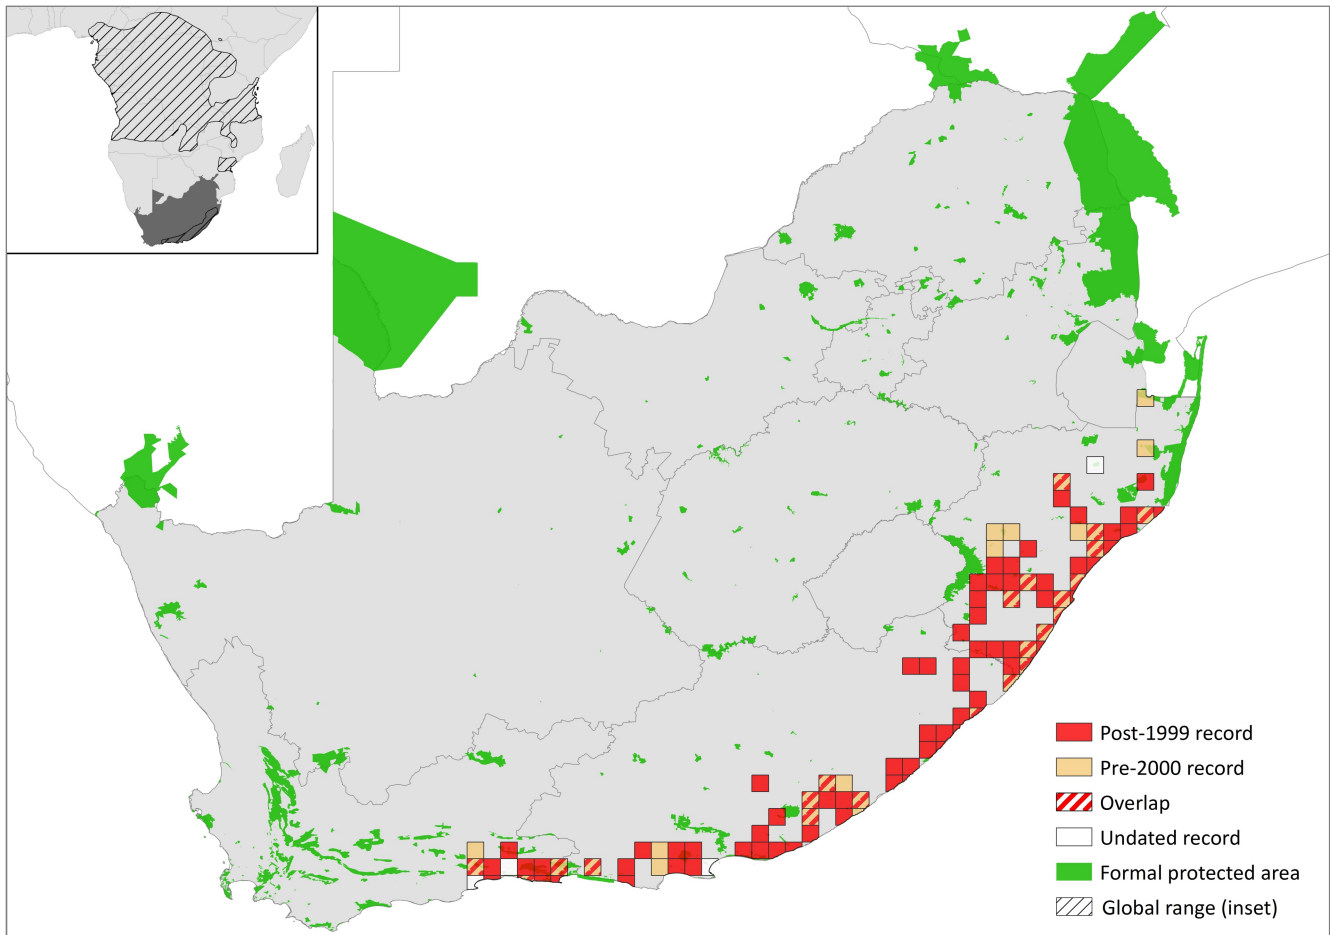 Post-1999 record
Pre-2000 record
Overlap
Undated record
Formal protected area
Global range (inset)